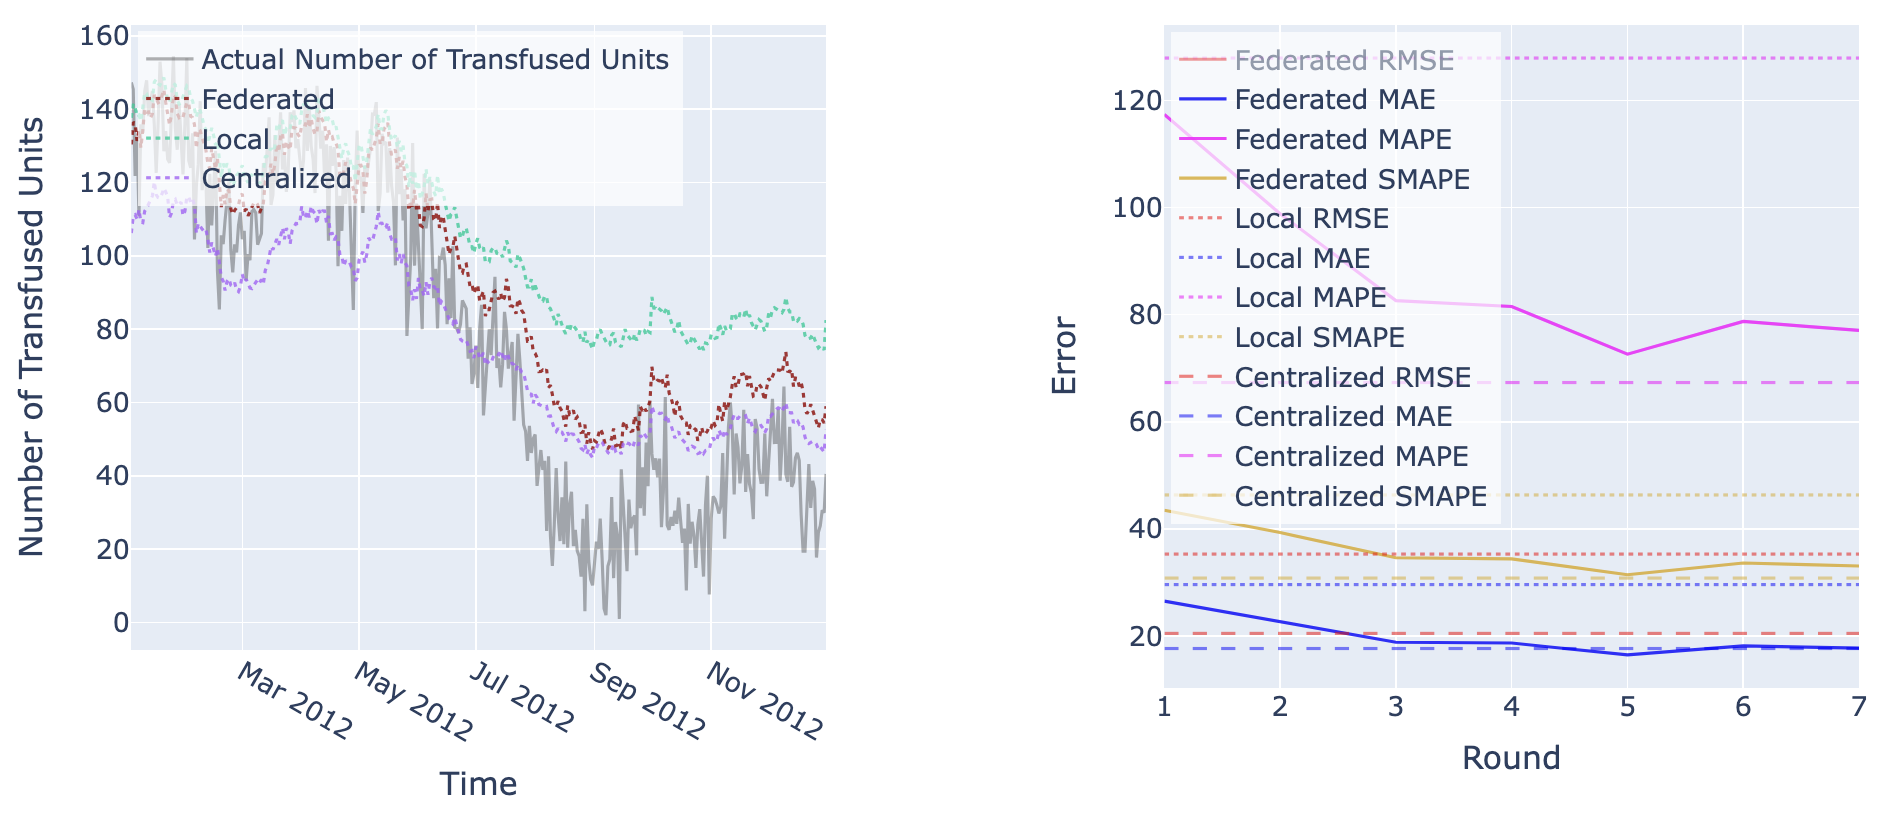 160
140
120
100
80
60
40
20
0
Number of Transfused Units
Actual Number of Transfused Units
Federated
Local
Centralized
Mar 2012
May 2012
Jul 2012
Sep 2012
Nov 2012
Time
120
100
80
60
40
20
Error
Federated RMSE
Federated MAE
Federated MAPE
Federated SMAPE
Local RMSE
Local MAE
Local MAPE
Local SMAPE
Centralized RMSE
Centralized MAE
Centralized MAPE
Centralized SMAPE
1 2 3 4 5 6 7
Round